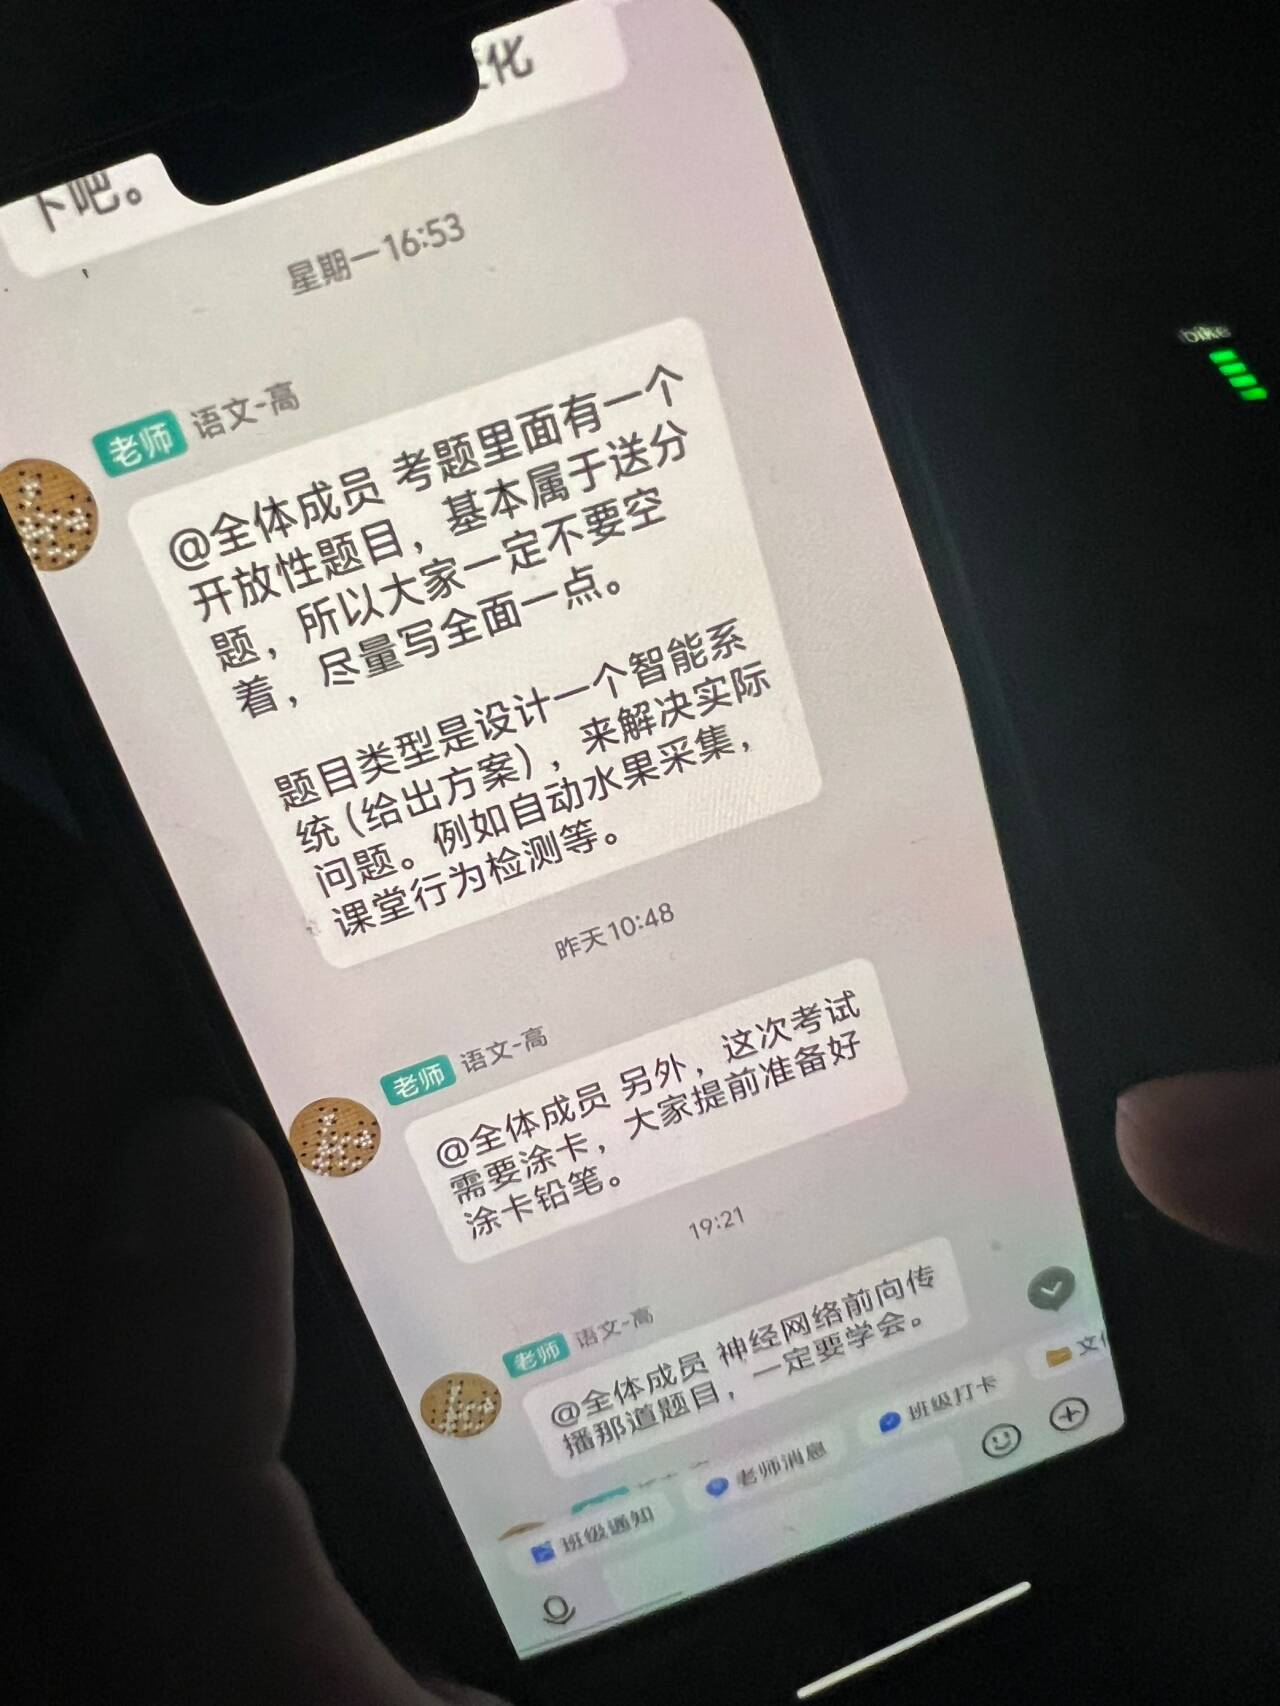 化
下吧。
星期一16:53
老师 语文-高
@全体成员 考题里面有一个
开放性题目，基本属于送分
题，所以大家一定不要空
着，尽量写全面一点。
题目类型是设计一个智能系
统（给出方案），来解决实际
问题。例如自动水果采集，
课堂行为检测等。
昨天10:48
老师 语文-高
@全体成员 另外，这次考试
需要涂卡，大家提前准备好
涂卡铅笔。
19:21
老师 语文-高
@全体成员 神经网络前向传
播那道题目，一定要学会。
班级通知
老师消息
班级打卡
bike